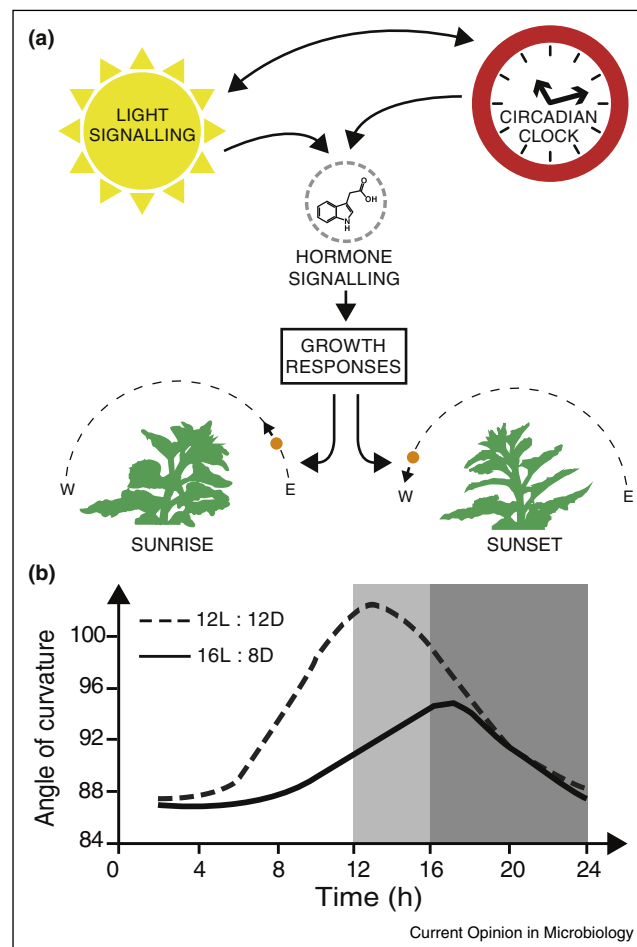 (a)
LIGHT
SIGNALLING
CIRCADIAN
CLOCK
O
OH
N
H
HORMONE
SIGNALLING
GROWTH
RESPONSES
W
E
SUNRISE
W
E
SUNSET
(b)
12L : 12D
16L : 8D
Angle of curvature
100
96
92
88
84
0
4
8
12
16
20
24
Time (h)
Current Opinion in Microbiology